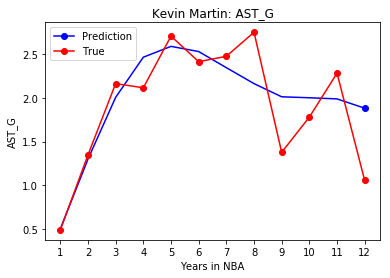 Kevin Martin: AST_G
Prediction
True
AST_G
2.5
2.0
1.5
1.0
0.5
1 2 3 4 5 6 7 8 9 10 11 12
Years in NBA